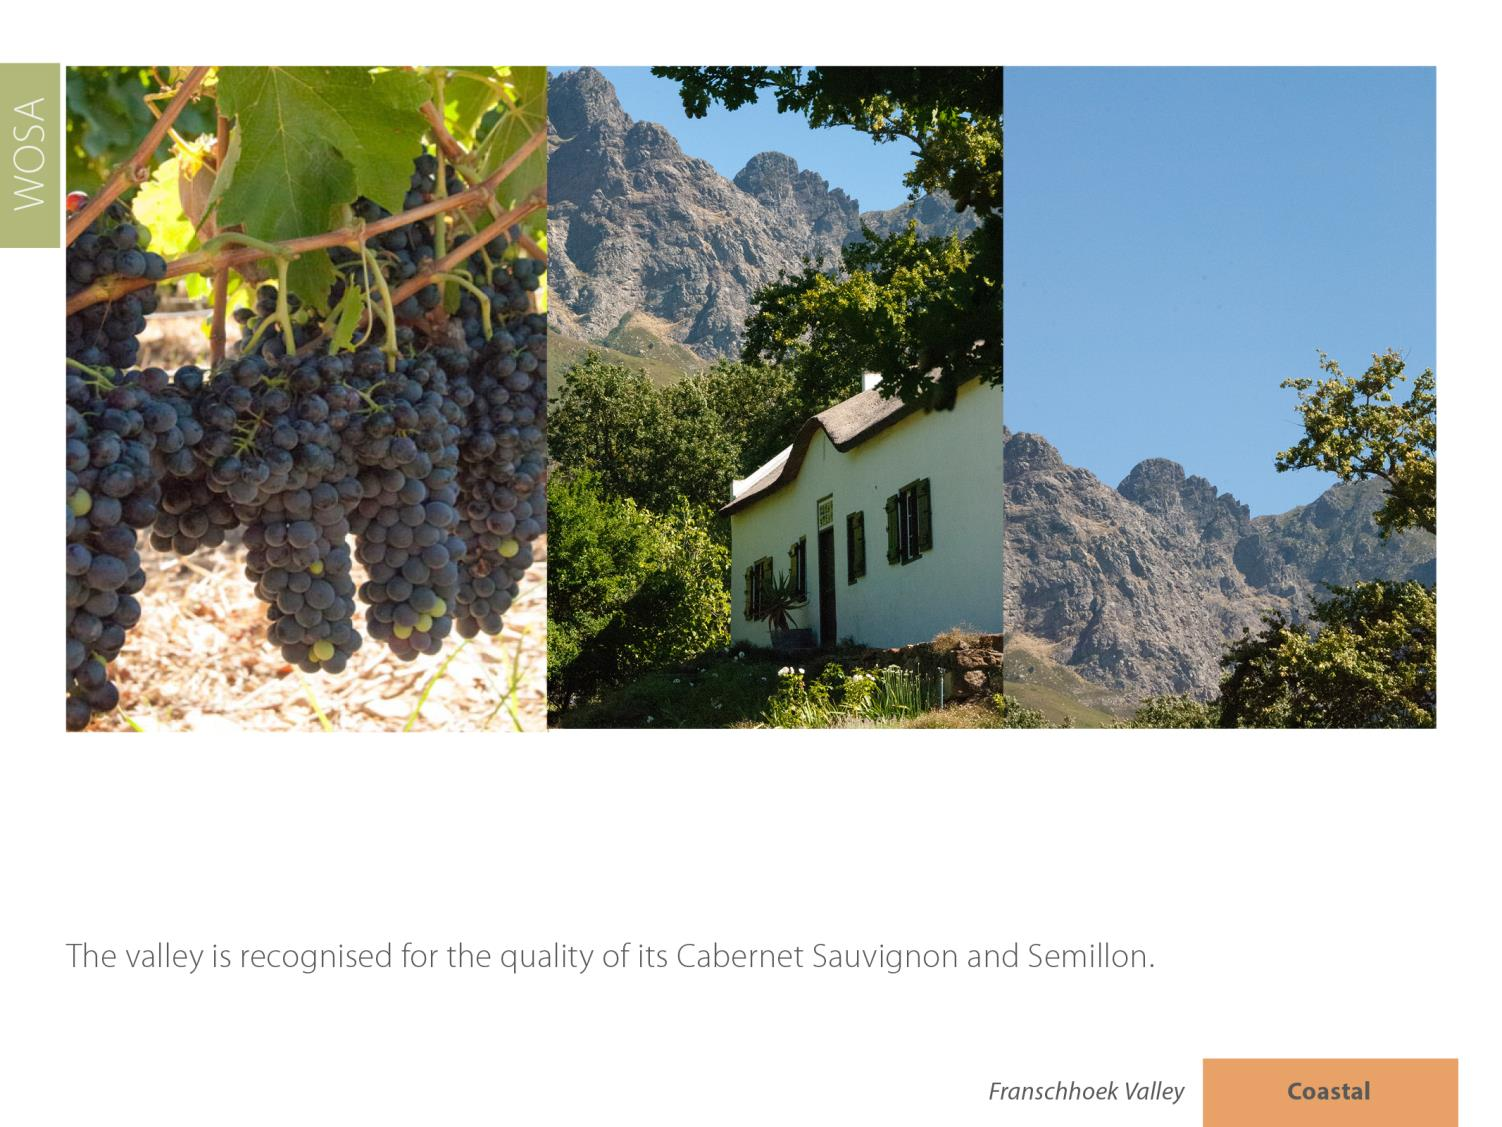 WOSA
The valley is recognised for the quality of its Cabernet Sauvignon and Semillon.
Franschhoek Valley
Coastal